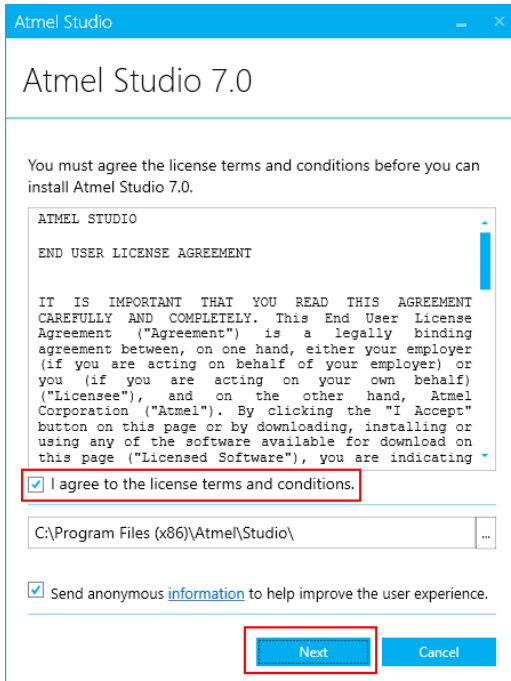 Atmel Studio
Atmel Studio 7.0
You must agree the license terms and conditions before you can
install Atmel Studio 7.0.
ATMEL STUDIO
END USER LICENSE AGREEMENT
IT IS IMPORTANT THAT YOU READ THIS AGREEMENT
CAREFULLY AND COMPLETELY. This End User License
Agreement ("Agreement") is a legally binding
agreement between, on one hand, either your employer
(if you are acting on behalf of your employer) or
you (if you are acting on your own behalf)
("Licensee"), and on the other hand, Atmel
Corporation ("Atmel"). By clicking the "I Accept"
button on this page or by downloading, installing or
using any of the software available for download on
this page ("Licensed Software"), you are indicating
I agree to the license terms and conditions.
C:\Program Files (x86)\Atmel\Studio\
...
Send anonymous information to help improve the user experience.
Next Cancel